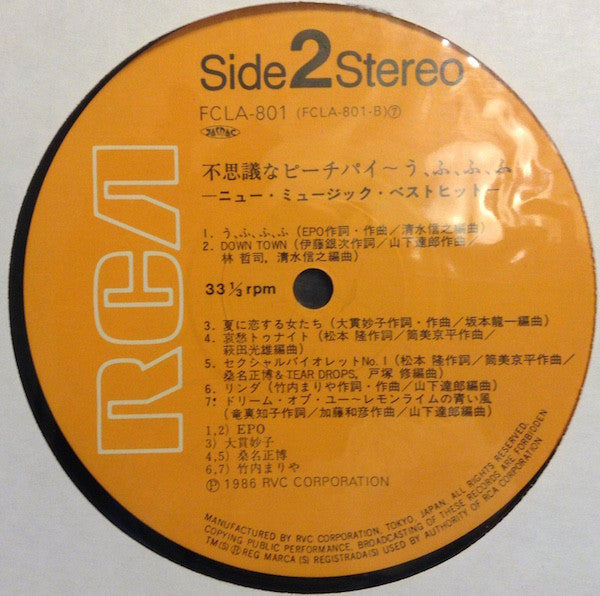 Side 2 Stereo
FCLA-801 (FCLA-801-B)㋐
RCA
不思議なピーチパイ〜う、ふ、ふ、ふ
―ニュー・ミュージック・ベストヒット―
1. う、ふ、ふ、ふ (EPO作詞・作曲/清水信之編曲)
2. DOWN TOWN (伊藤銀次作詞/山下達郎作曲/
林 哲司, 清水信之編曲)
33 1/3 rpm
3. 夏に恋する女たち (大貫妙子作詞・作曲/坂本龍一編曲)
4. 哀愁トゥナイト (松本 隆作詞/筒美京平作曲/
萩田光雄編曲)
5. セクシャルバイオレットNo.1 (松本 隆作詞/筒美京平作曲/
桑名正博&TEAR DROPS, 戸塚 修編曲)
6. リンダ (竹内まりや作詞・作曲/山下達郎編曲)
7. ドリーム・オブ・ユー〜レモンライムの青い風
(竜真知子作詞/加藤和彦作曲/山下達郎編曲)
1,2) EPO
3) 大貫妙子
4,5) 桑名正博
6,7) 竹内まりや
Ⓟ 1986 RVC CORPORATION
MANUFACTURED BY RVC CORPORATION, TOKYO, JAPAN. ALL RIGHTS RESERVED.
COPYING PUBLIC PERFORMANCE, BROADCASTING OF THESE RECORDS ARE FORBIDDEN
TM(S) Ⓡ REG MARCA(S) REGISTRADA(S) USED BY AUTHORITY OF RCA CORPORATION